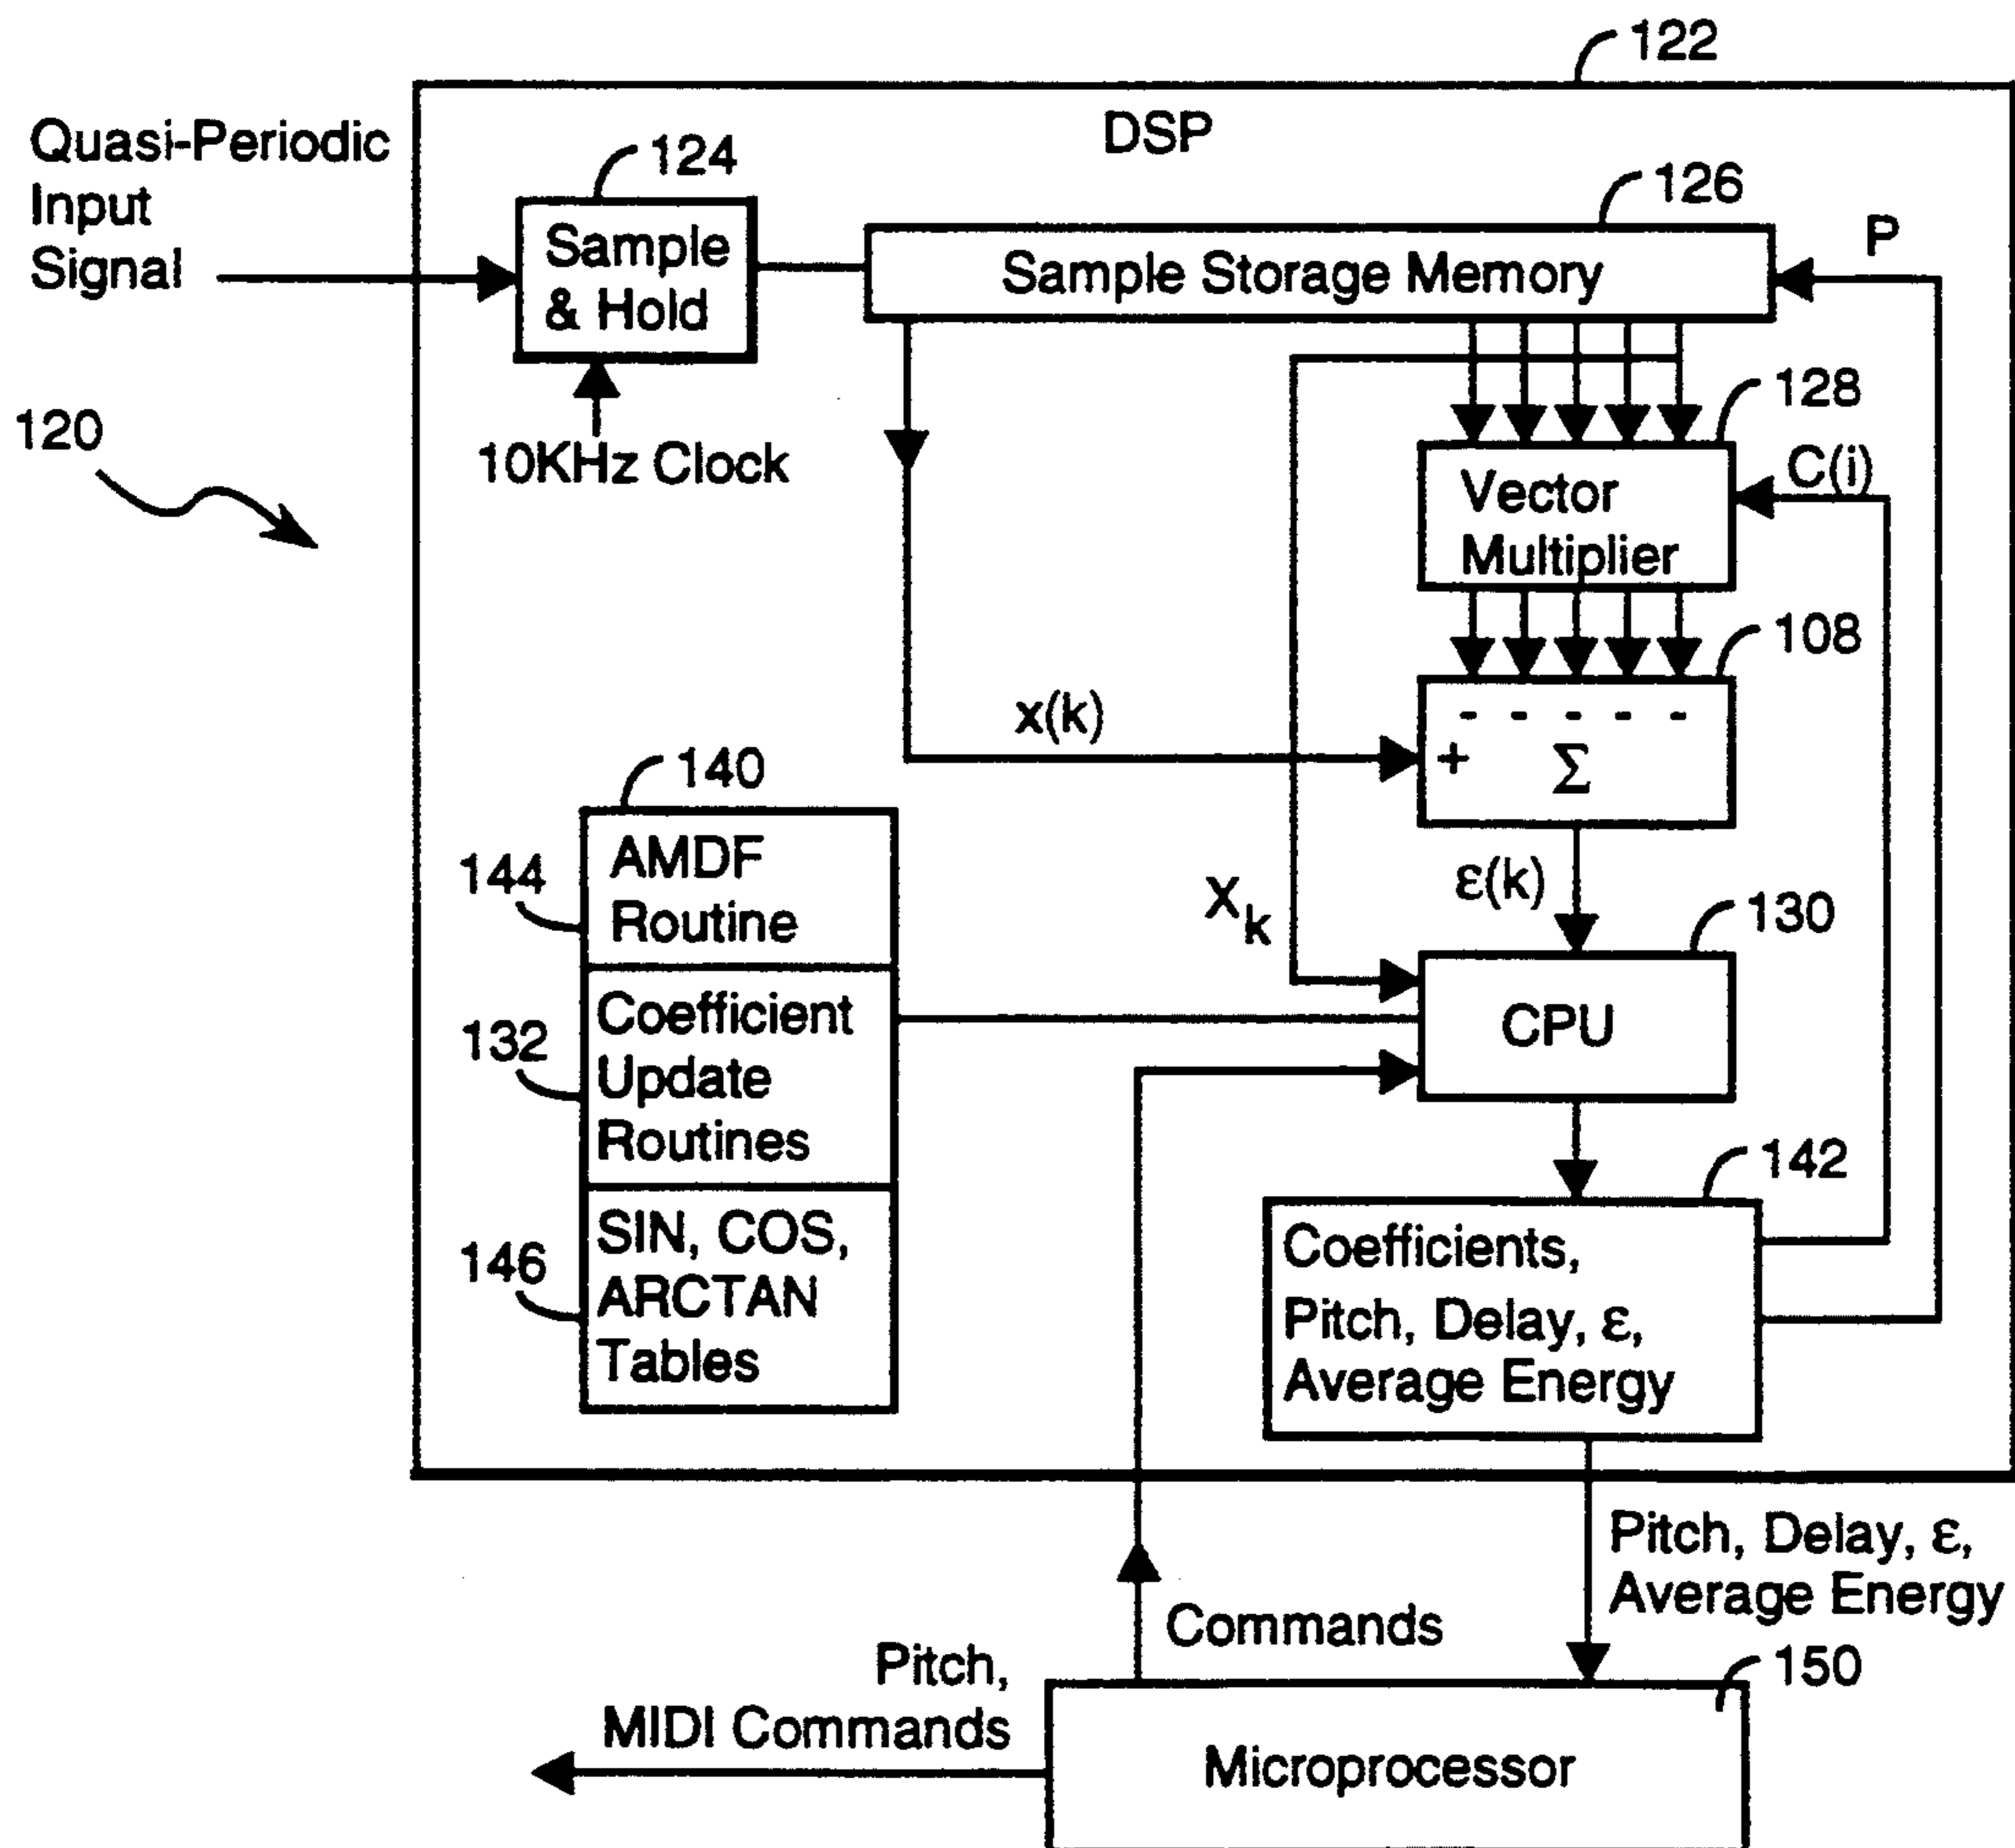 122
DSP
Quasi-Periodic
Input
Signal
124
Sample
& Hold
10KHz Clock
126
Sample Storage Memory
P
120
128
C(i)
Vector
Multiplier
108
- - - - -
+ Σ
x(k)
X_k
ε(k)
140
144
AMDF
Routine
132
Coefficient
Update
Routines
146
SIN, COS,
ARCTAN
Tables
130
CPU
142
Coefficients,
Pitch, Delay, ε,
Average Energy
Pitch, Delay, ε,
Average Energy
Commands
Pitch,
MIDI Commands
150
Microprocessor